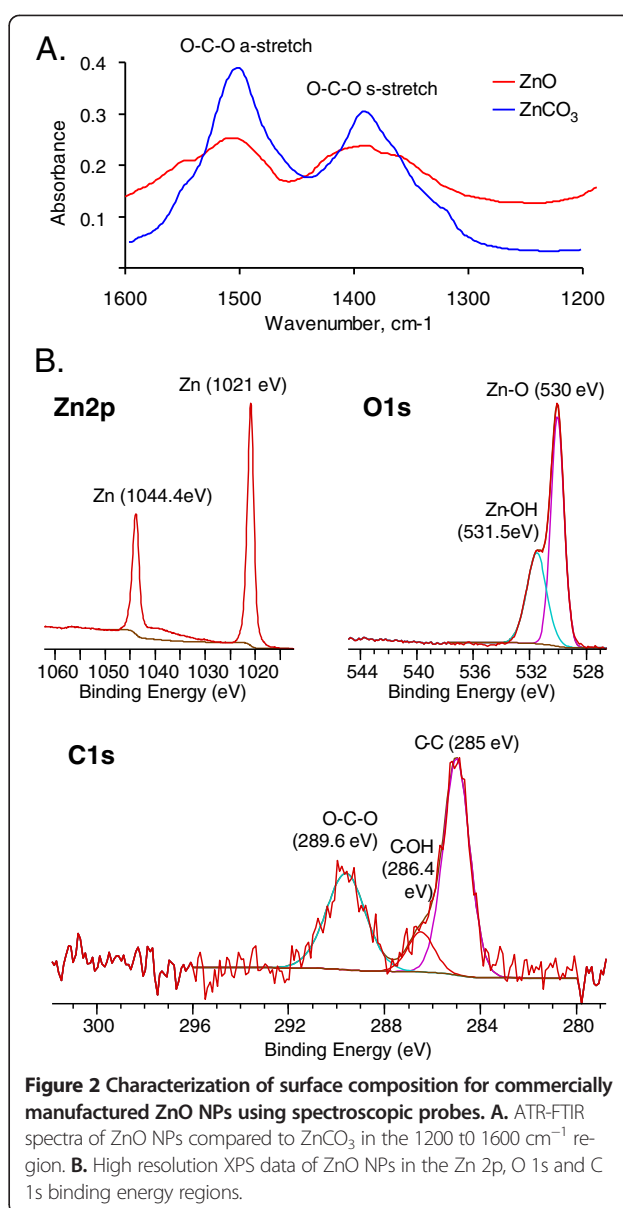 A.
O-C-O a-stretch
O-C-O s-stretch
ZnO
ZnCO3
0.4
0.3
0.2
0.1
Absorbance
1600 1500 1400 1300 1200
Wavenumber, cm-1
B.
Zn2p
Zn (1021 eV)
Zn (1044.4eV)
1060 1050 1040 1030 1020
Binding Energy (eV)
O1s
Zn-O (530 eV)
Zn-OH
(531.5eV)
544 540 536 532 528
Binding Energy (eV)
C1s
C-C (285 eV)
O-C-O
(289.6 eV)
C-OH
(286.4
eV)
300 296 292 288 284 280
Binding Energy (eV)
Figure 2 Characterization of surface composition for commercially
manufactured ZnO NPs using spectroscopic probes. A. ATR-FTIR
spectra of ZnO NPs compared to ZnCO3 in the 1200 t0 1600 cm−1 re-
gion. B. High resolution XPS data of ZnO NPs in the Zn 2p, O 1s and C
1s binding energy regions.